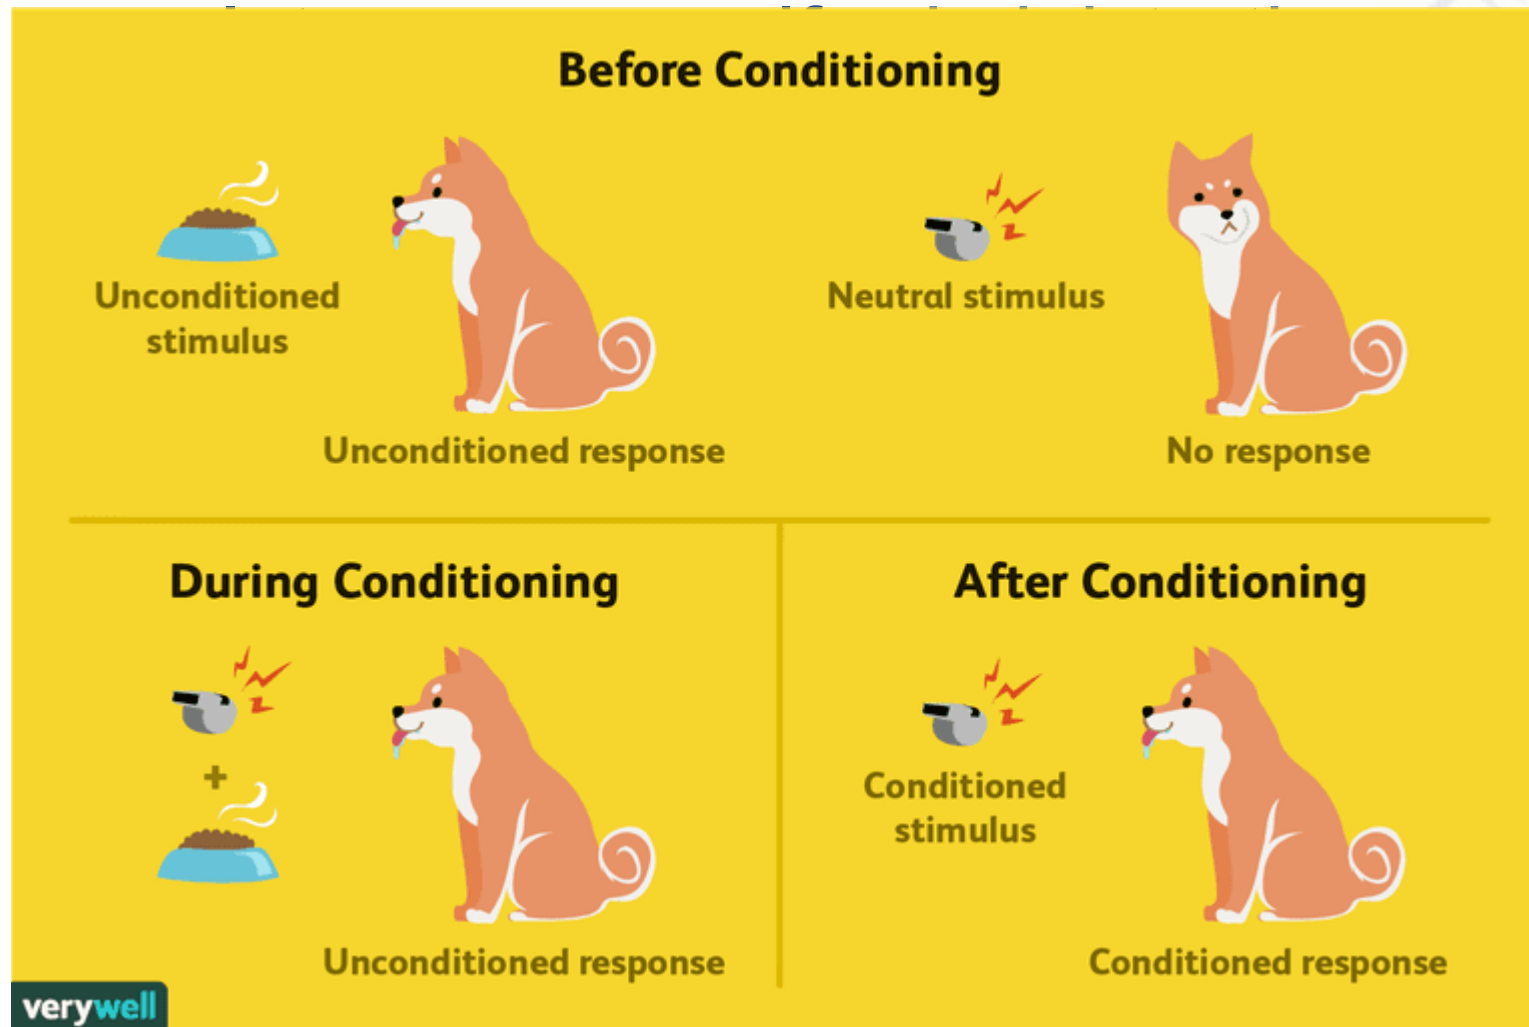 Before Conditioning
Unconditioned
stimulus
Unconditioned response
Neutral stimulus
No response
During Conditioning
+
Unconditioned response
After Conditioning
Conditioned
stimulus
Conditioned response
verywell